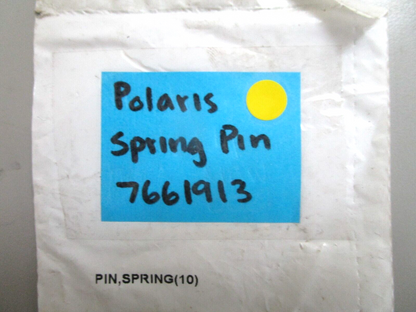 Polaris
Spring Pin
7661913
PIN,SPRING(10)